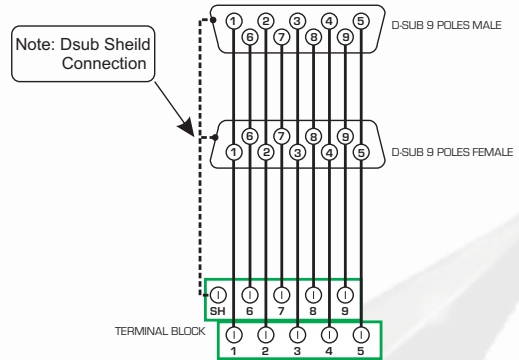 1 2 3 4 5
D-SUB 9 POLES MALE
6 7 8 9
Note: Dsub Sheild
Connection
6 7 8 9
1 2 3 4 5
D-SUB 9 POLES FEMALE
SH 6 7 8 9
TERMINAL BLOCK
1 2 3 4 5